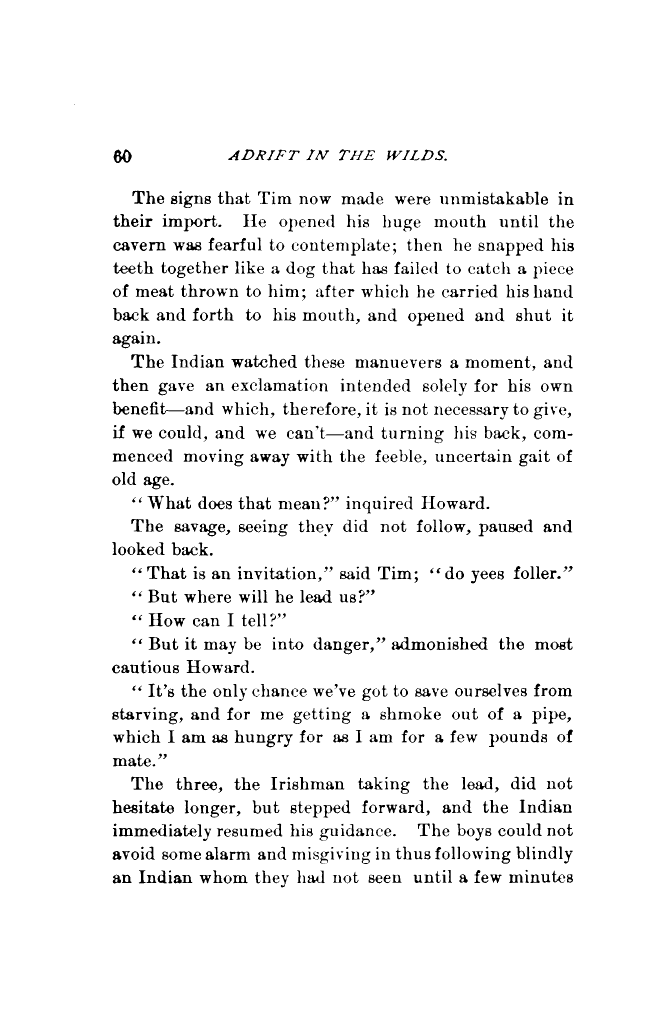 60 ADRIFT IN THE WILDS.
The signs that Tim now made were unmistakable in
their import. He opened his huge mouth until the
cavern was fearful to contemplate; then he snapped his
teeth together like a dog that has failed to catch a piece
of meat thrown to him; after which he carried his hand
back and forth to his mouth, and opened and shut it
again.
The Indian watched these manuevers a moment, and
then gave an exclamation intended solely for his own
benefit—and which, therefore, it is not necessary to give,
if we could, and we can't—and turning his back, com-
menced moving away with the feeble, uncertain gait of
old age.
“What does that mean?” inquired Howard.
The savage, seeing they did not follow, paused and
looked back.
“That is an invitation,” said Tim; “do yees foller.”
“But where will he lead us?”
“How can I tell?”
“But it may be into danger,” admonished the most
cautious Howard.
“It's the only chance we've got to save ourselves from
starving, and for me getting a shmoke out of a pipe,
which I am as hungry for as I am for a few pounds of
mate.”
The three, the Irishman taking the lead, did not
hesitate longer, but stepped forward, and the Indian
immediately resumed his guidance. The boys could not
avoid some alarm and misgiving in thus following blindly
an Indian whom they had not seen until a few minutes